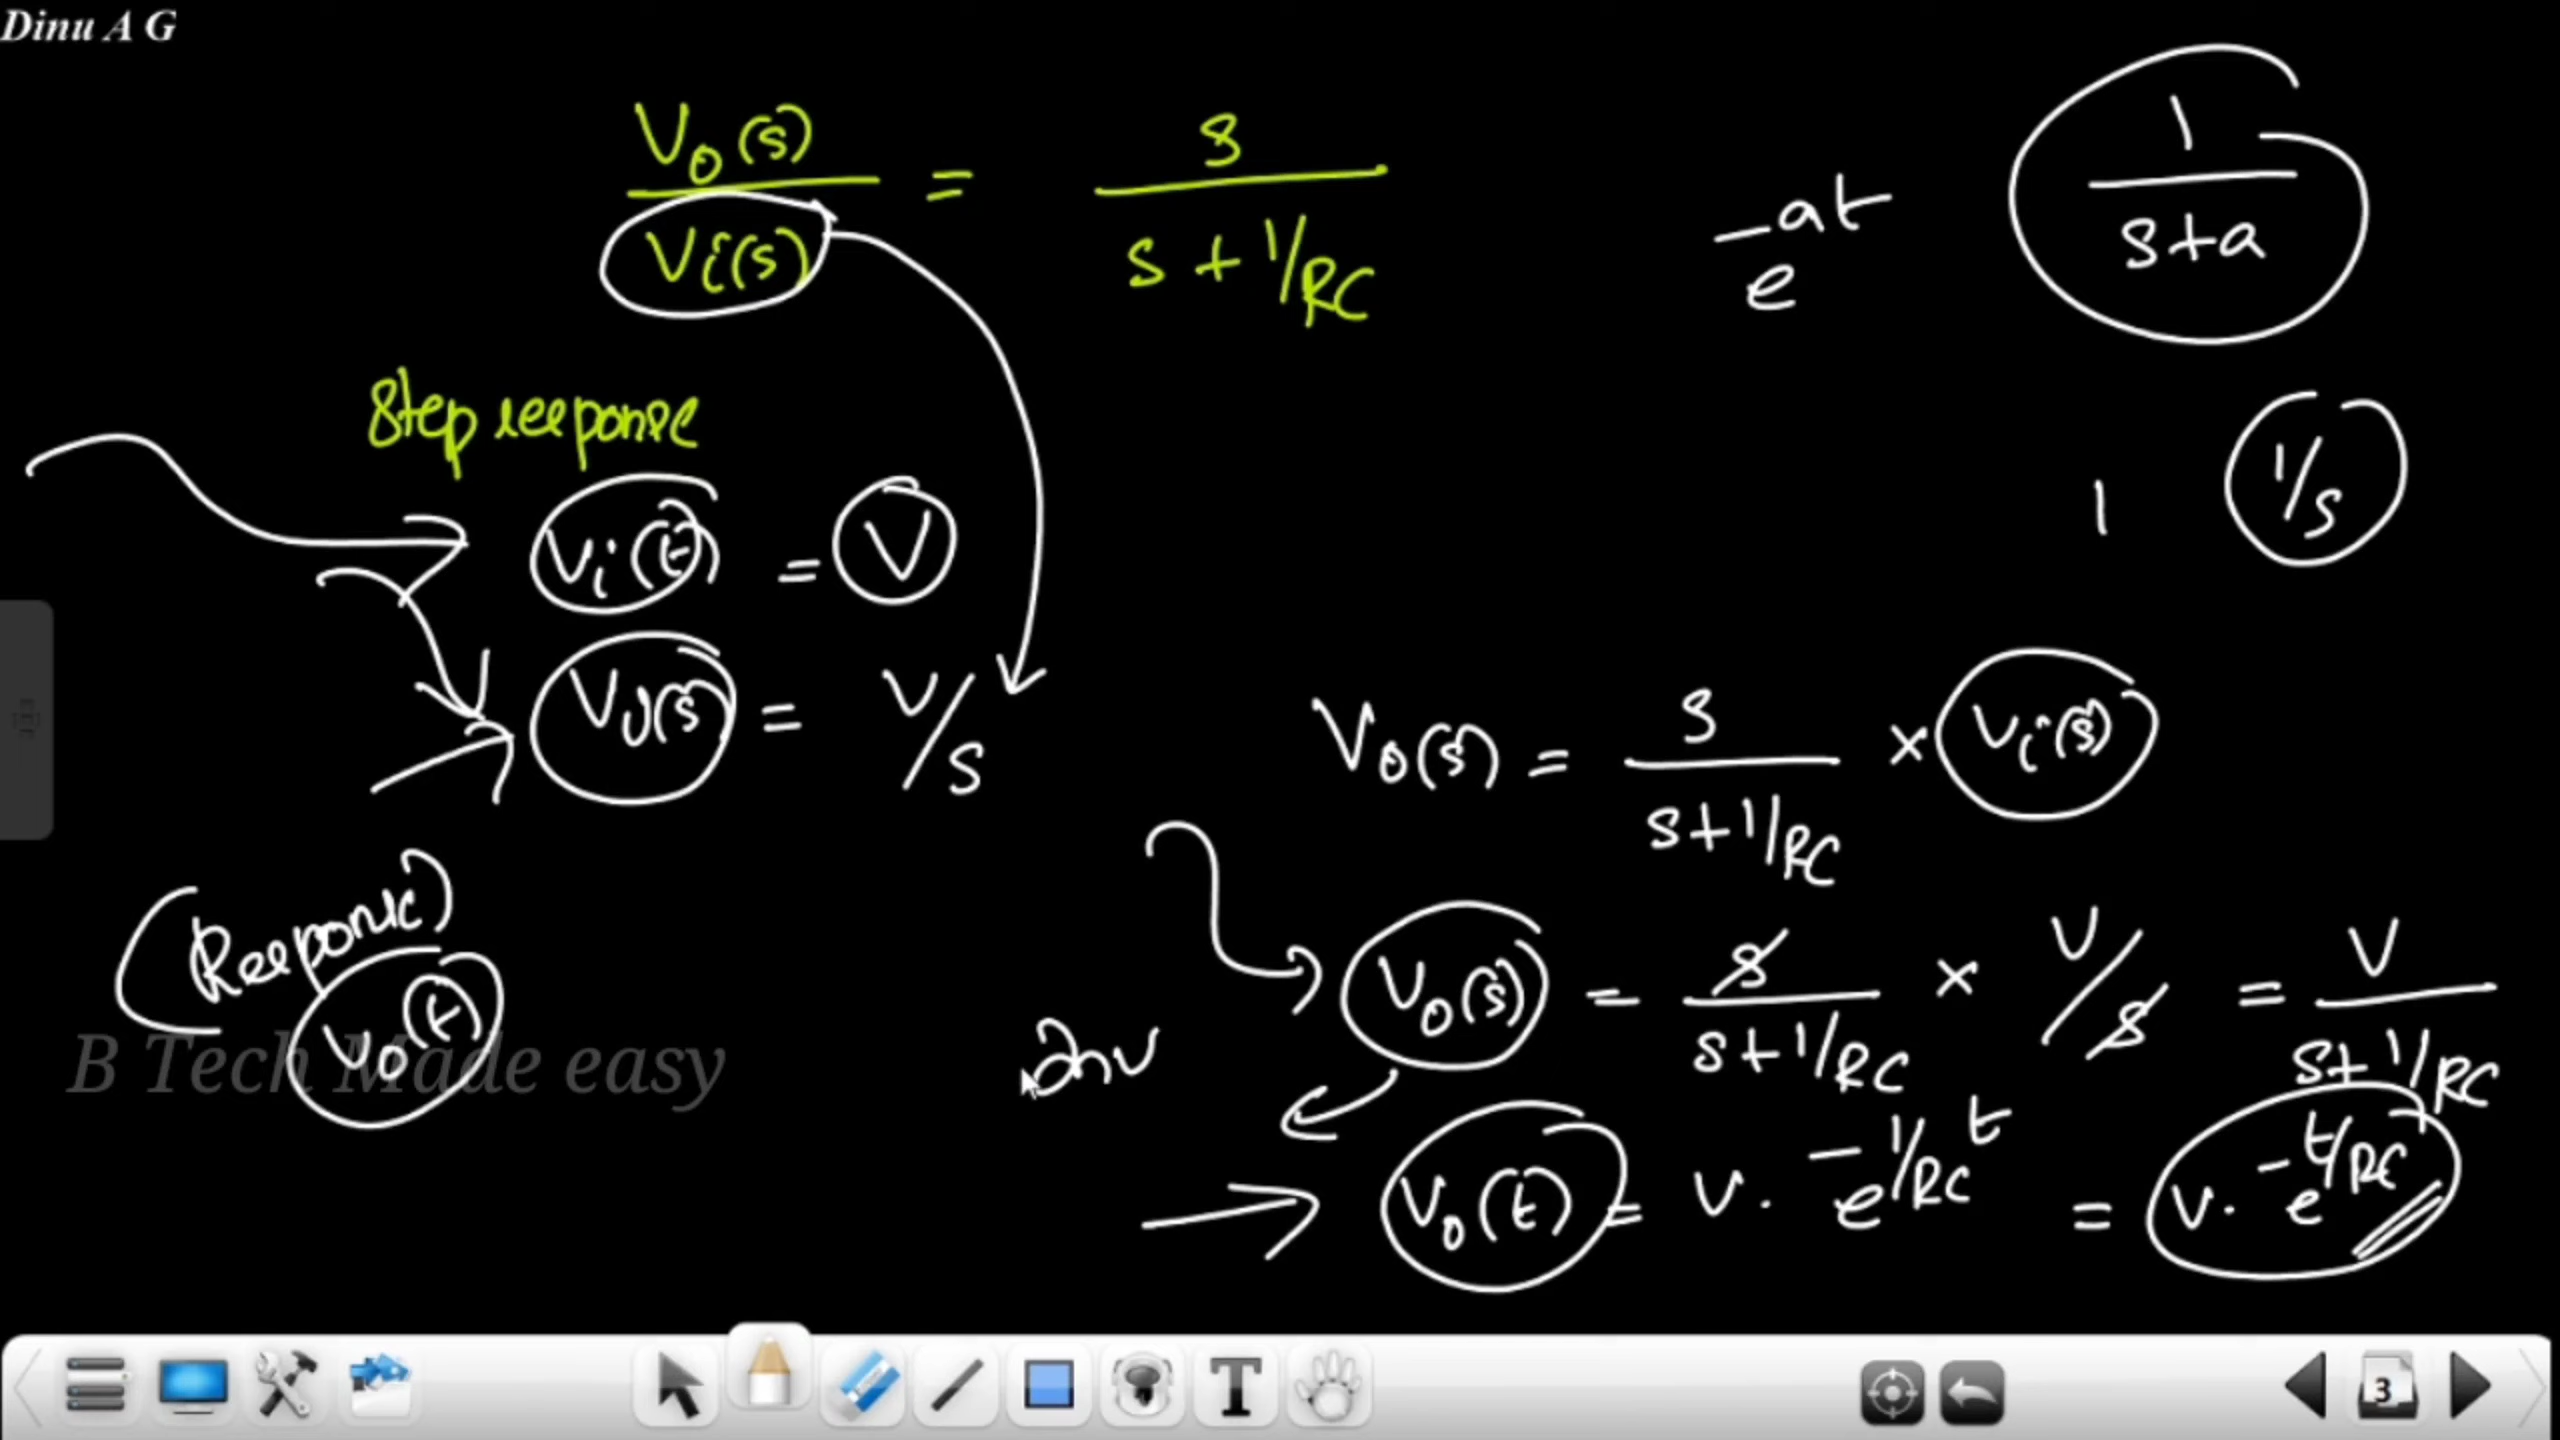 Dinu A G
Vo(s) / Vi(s) = s / (s + 1/RC)
e^-at 1/(s+a)
Step response
1 1/s
Vi(t) = V
Vi(s) = V/s
Vo(s) = s / (s+1/RC) × Vi(s)
(Response)
Vo(t)
Vo(s) = s / (s+1/RC) × V/s = V / (s+1/RC)
B Tech Made easy
Vo(t) = V. e^-1/RC t = V. e^-t/RC
3